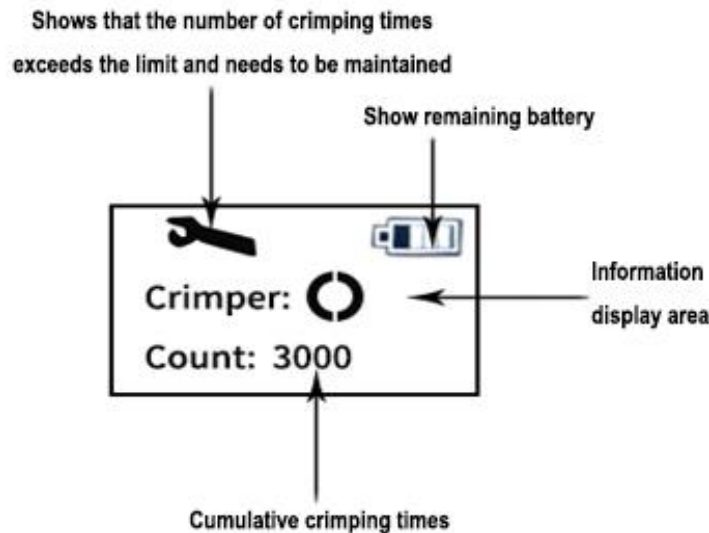 Shows that the number of crimping times
exceeds the limit and needs to be maintained
Show remaining battery
Crimper:
Information
display area
Count: 3000
Cumulative crimping times